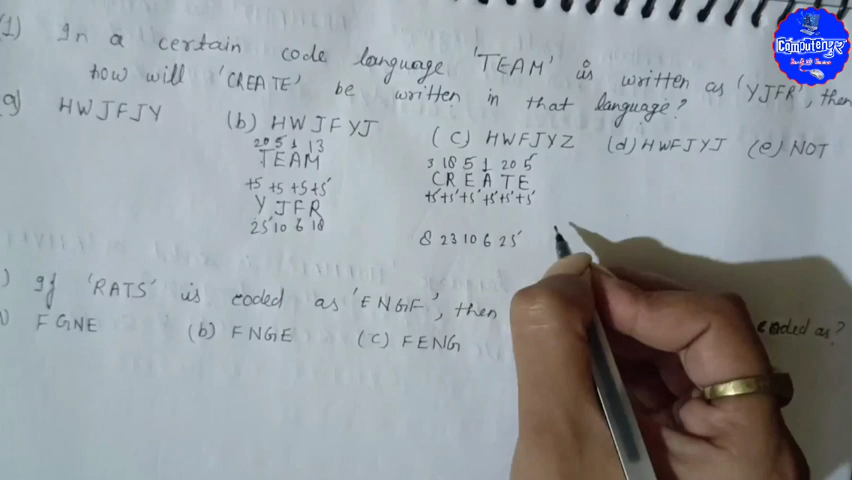 (1) In a certain code language 'TEAM' is written as 'YJFR', then
how will 'CREATE' be written in that language?
a) HWJFJY (b) HWJFYJ (c) HWFJYZ (d) HWFJYJ (e) NOT
20 5 1 13
TEAM
+5 +5 +5 +5
YJFR
25 10 6 18
3 18 5 1 20 5
CREATE
+5 +5 +5 +5 +5 +5
8 23 10 6 25
) If 'RATS' is coded as 'ENGF', then coded as?
) FGNE (b) FNGE (c) FENG